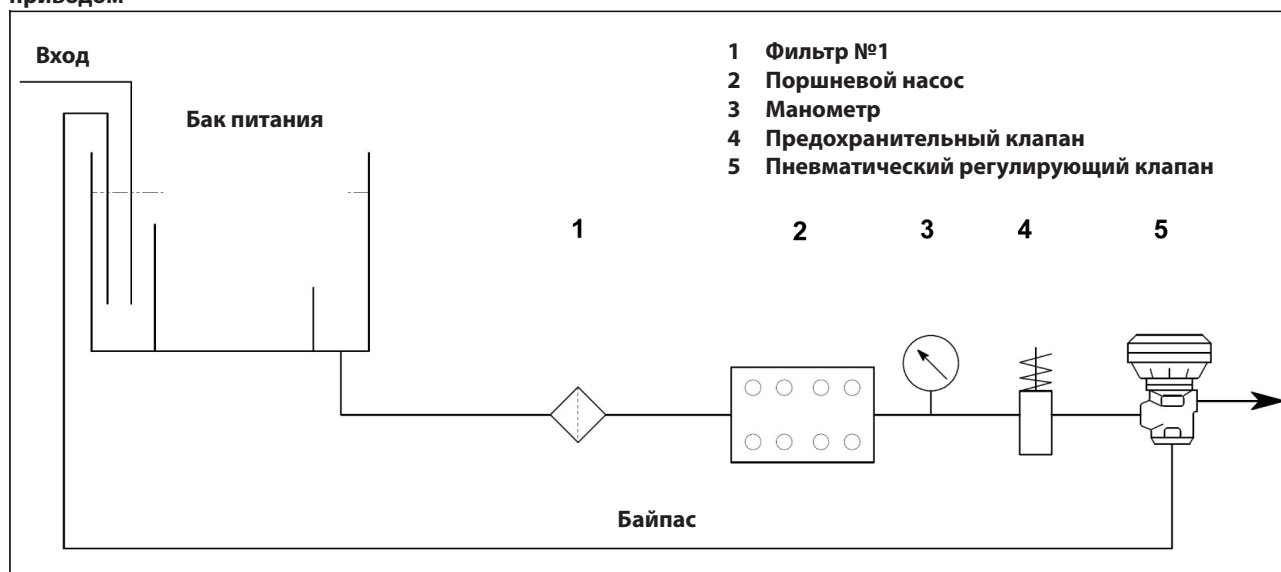 приводом
Вход
Бак питания
1 Фильтр №1
2 Поршневой насос
3 Манометр
4 Предохранительный клапан
5 Пневматический регулирующий клапан
1 2 3 4 5
Байпас